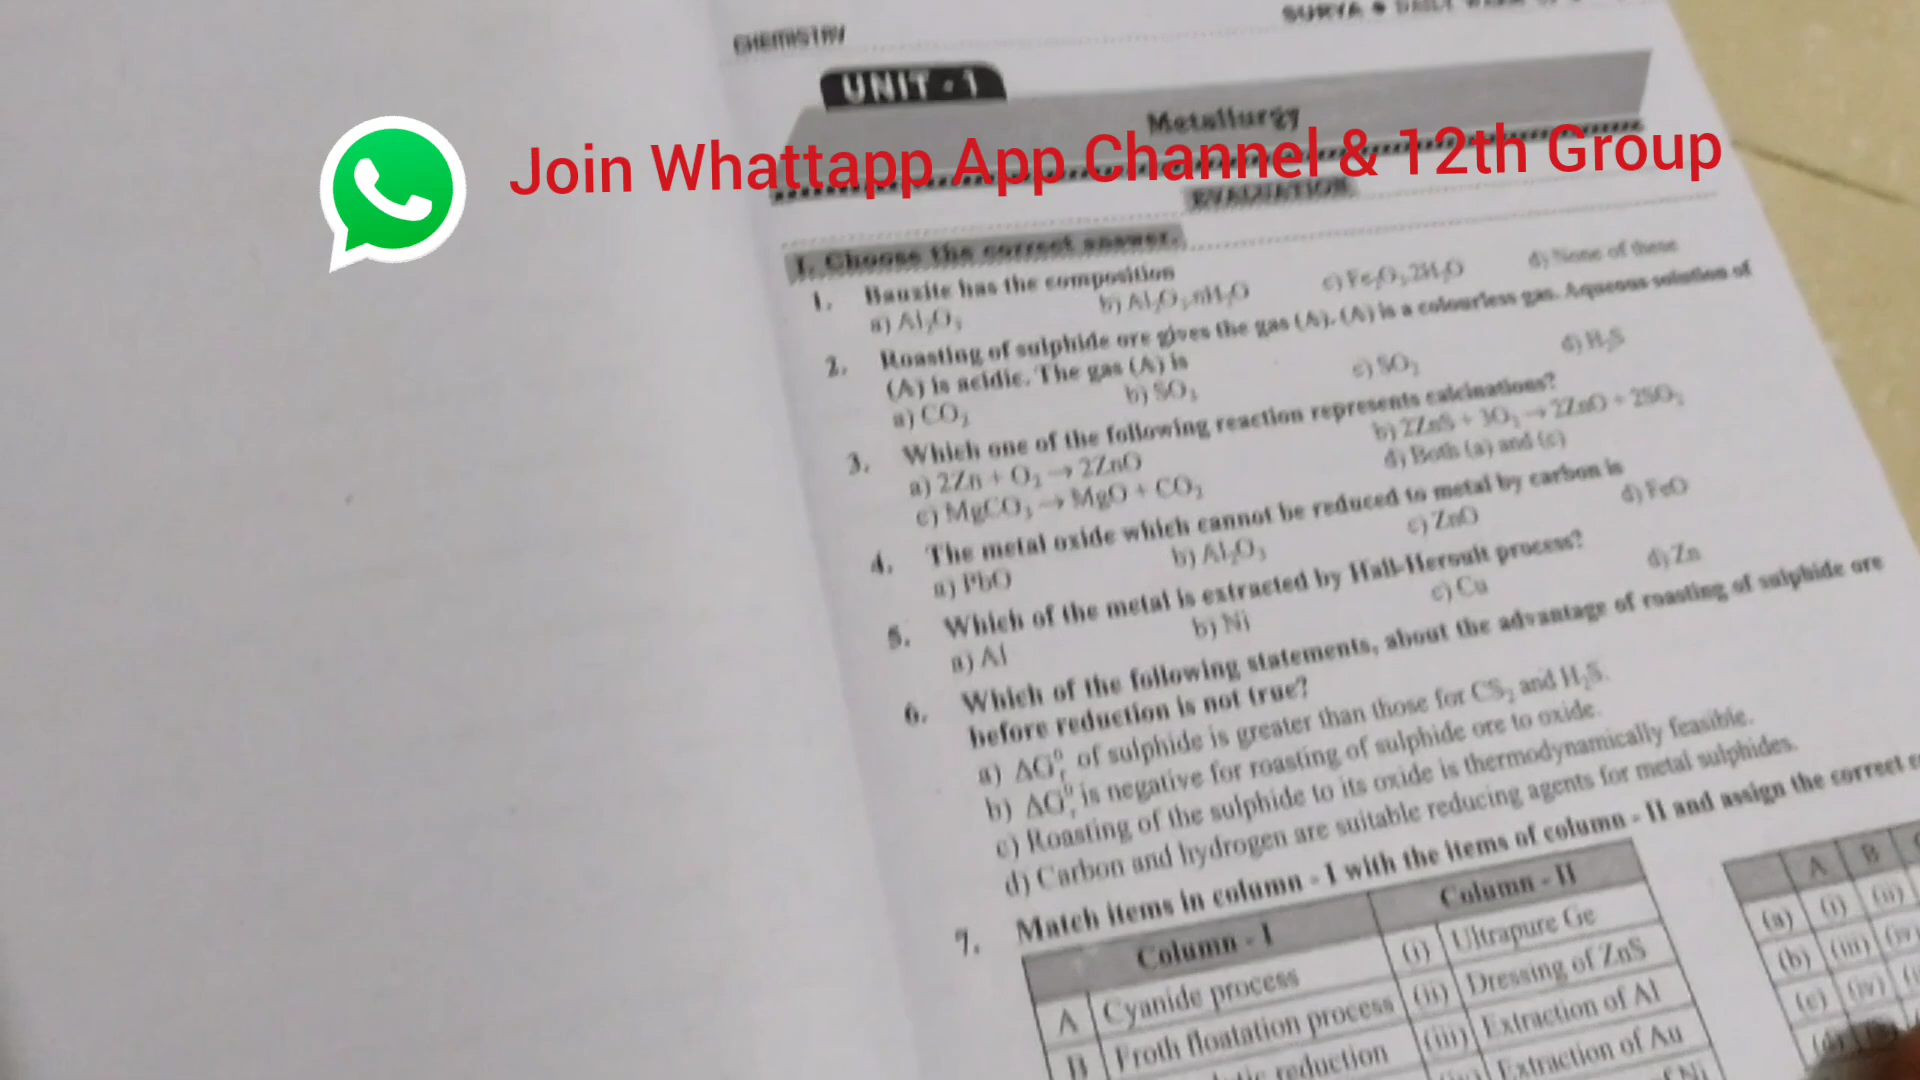 CHEMISTRY
SURYA ● DAILY
UNIT - 1
Metallurgy
Join Whattapp App Channel & 12th Group
EVALUATION
I. Choose the correct answer.
1. Bauxite has the composition
a) Al₂O₃ b) Al₂O₃.nH₂O c) Fe₂O₃.2H₂O d) None of these
2. Roasting of sulphide ore gives the gas (A). (A) is a colourless gas. Aqueous solution of
(A) is acidic. The gas (A) is
a) CO₂ b) SO₃ c) SO₂ d) H₂S
3. Which one of the following reaction represents calcinations?
a) 2Zn + O₂ → 2ZnO b) 2ZnS + 3O₂ → 2ZnO + 2SO₂
c) MgCO₃ → MgO + CO₂ d) Both (a) and (c)
4. The metal oxide which cannot be reduced to metal by carbon is
a) PbO b) Al₂O₃ c) ZnO d) FeO
5. Which of the metal is extracted by Hall-Heroult process?
a) Al b) Ni c) Cu d) Zn
6. Which of the following statements, about the advantage of roasting of sulphide ore
before reduction is not true?
a) ΔG⁰f of sulphide is greater than those for CS₂ and H₂S.
b) ΔG⁰r is negative for roasting of sulphide ore to oxide.
c) Roasting of the sulphide to its oxide is thermodynamically feasible.
d) Carbon and hydrogen are suitable reducing agents for metal sulphides.
7. Match items in column - I with the items of column - II and assign the correct
Column - I Column - II
A Cyanide process (i) Ultrapure Ge
B Froth floatation process (ii) Dressing of ZnS
reduction (iii) Extraction of Al
Extraction of Au
of Ni
A B
(a) (i) (ii)
(b) (iii) (iv)
(c) (iv)
(d)